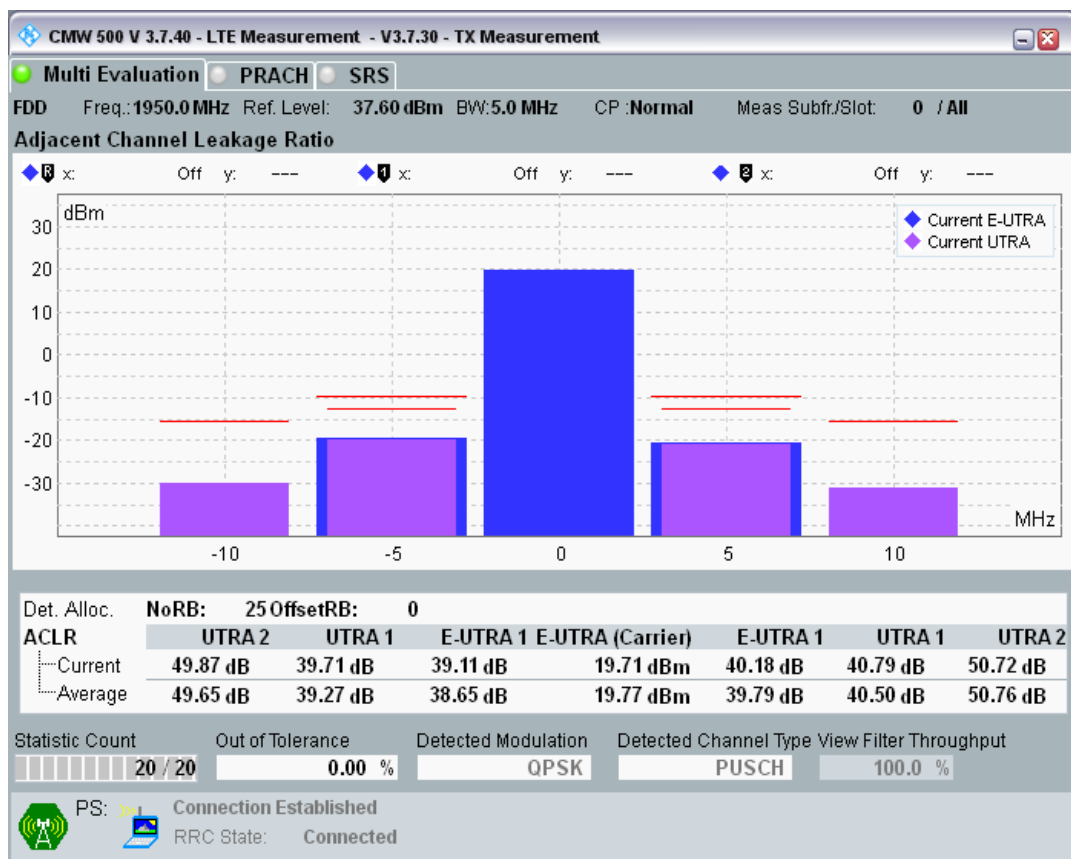 CMW 500 V 3.7.40 - LTE Measurement - V3.7.30 - TX Measurement
Multi Evaluation PRACH SRS
FDD Freq.: 1950.0 MHz Ref. Level: 37.60 dBm BW: 5.0 MHz CP : Normal Meas Subfr./Slot: 0 / All
Adjacent Channel Leakage Ratio
R x: Off y: --- 1 x: Off y: --- 2 x: Off y: ---
dBm
Current E-UTRA
Current UTRA
30
20
10
0
-10
-20
-30
MHz
-10 -5 0 5 10
Det. Alloc. NoRB: 25 OffsetRB: 0
ACLR UTRA 2 UTRA 1 E-UTRA 1 E-UTRA (Carrier) E-UTRA 1 UTRA 1 UTRA 2
Current 49.87 dB 39.71 dB 39.11 dB 19.71 dBm 40.18 dB 40.79 dB 50.72 dB
Average 49.65 dB 39.27 dB 38.65 dB 19.77 dBm 39.79 dB 40.50 dB 50.76 dB
Statistic Count Out of Tolerance Detected Modulation Detected Channel Type View Filter Throughput
20 / 20 0.00 % QPSK PUSCH 100.0 %
PS: Connection Established
RRC State: Connected